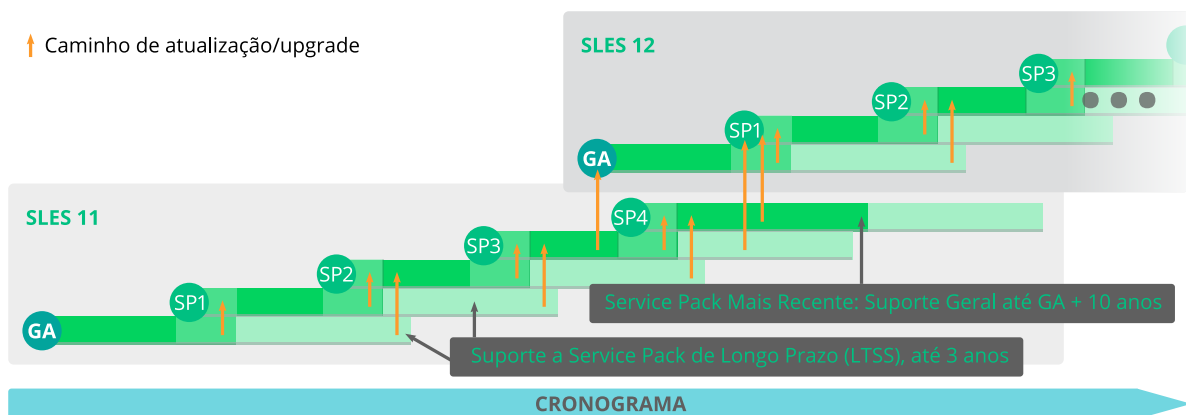 Caminho de atualização/upgrade
SLES 12
SP3
SP2
SP1
GA
SLES 11
SP4
SP3
SP2
SP1
GA
Service Pack Mais Recente: Suporte Geral até GA + 10 anos
Suporte a Service Pack de Longo Prazo (LTSS), até 3 anos
CRONOGRAMA